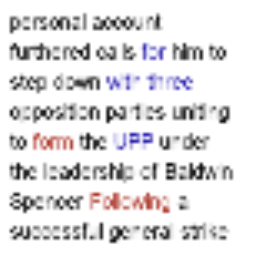 personal account
furthered calls for him to
step down with three
opposition parties uniting
to form the UPP under
the leadership of Baldwin
Spencer Following a
successful general strike